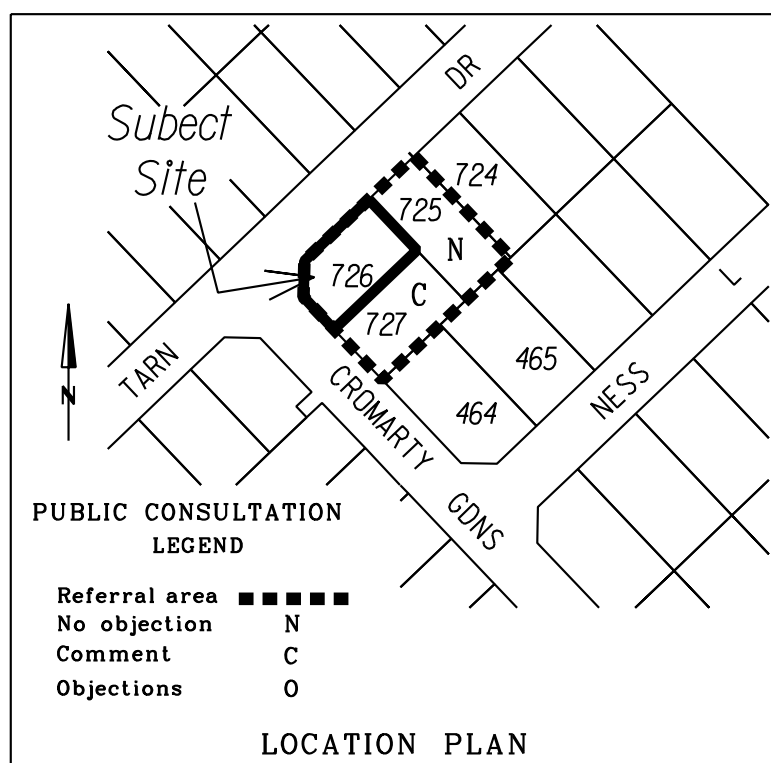 DR
Subect
Site
724
725
N
726
C
727
L
TARN
N
CROMARTY
465
NESS
464
GDNS
PUBLIC CONSULTATION
LEGEND
Referral area
No objection N
Comment C
Objections O
LOCATION PLAN